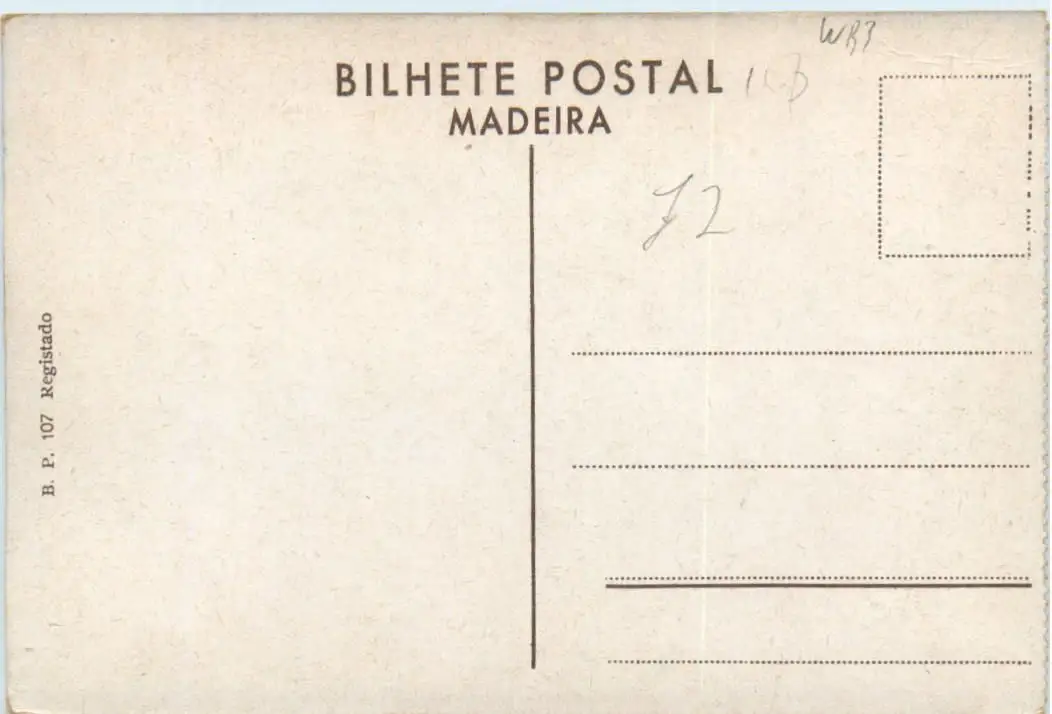 BILHETE POSTAL
MADEIRA
B. P. 107 Registado